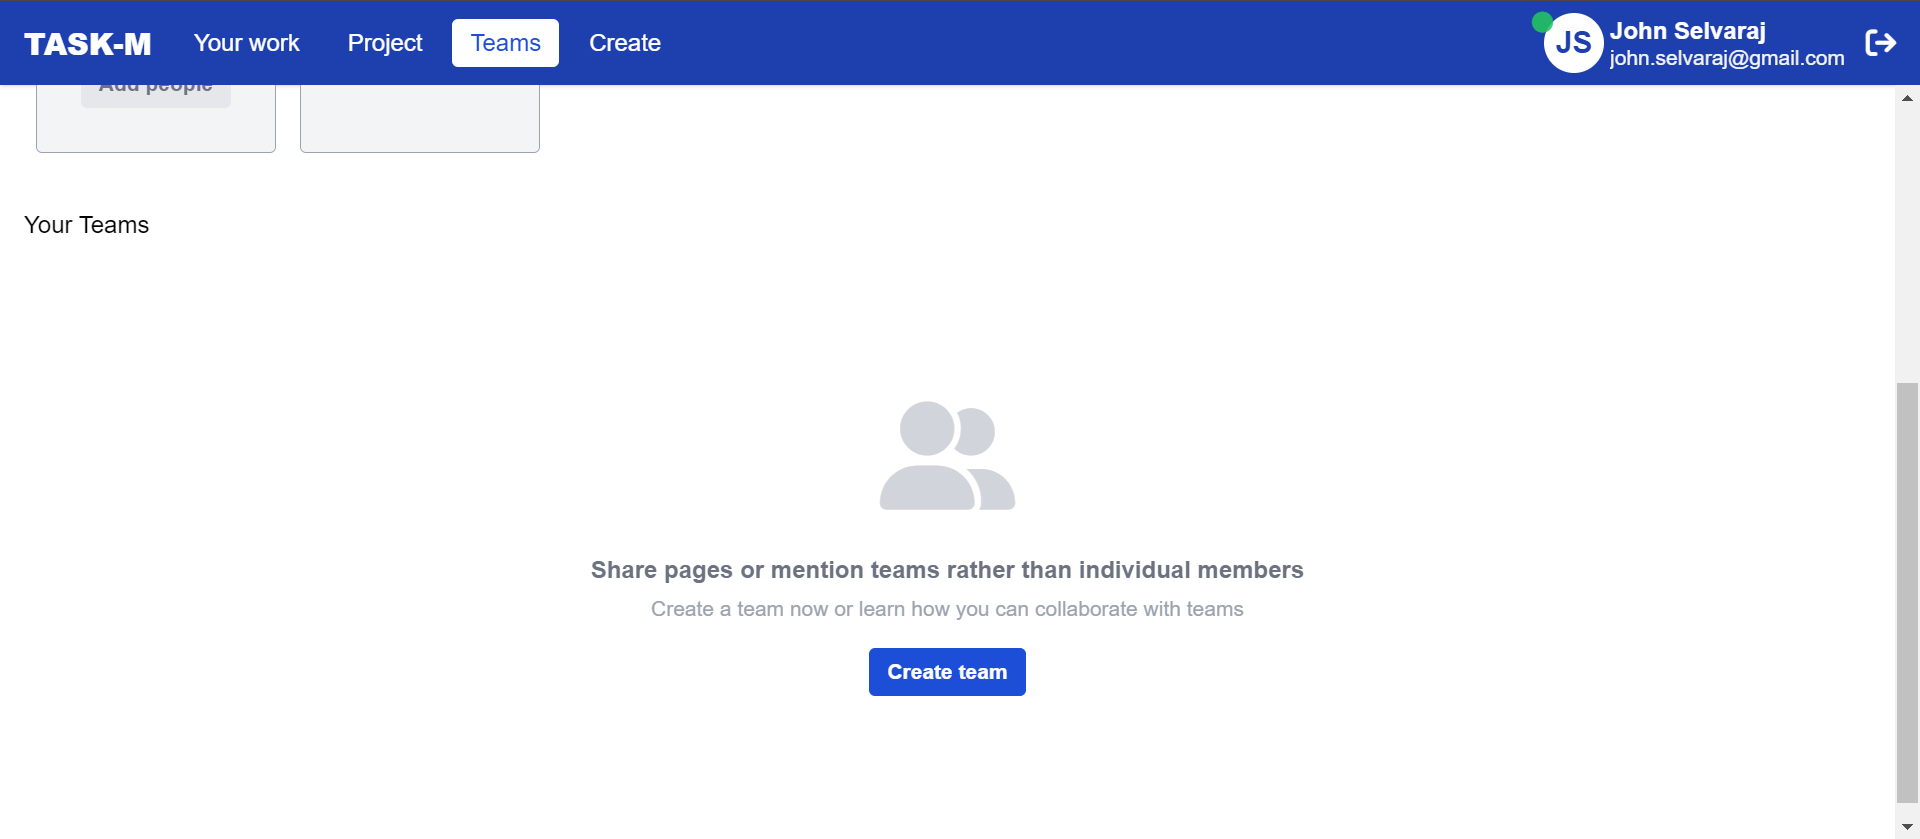 TASK-M Your work Project Teams Create
JS
John Selvaraj
john.selvaraj@gmail.com
Add people
Your Teams
Share pages or mention teams rather than individual members
Create a team now or learn how you can collaborate with teams
Create team